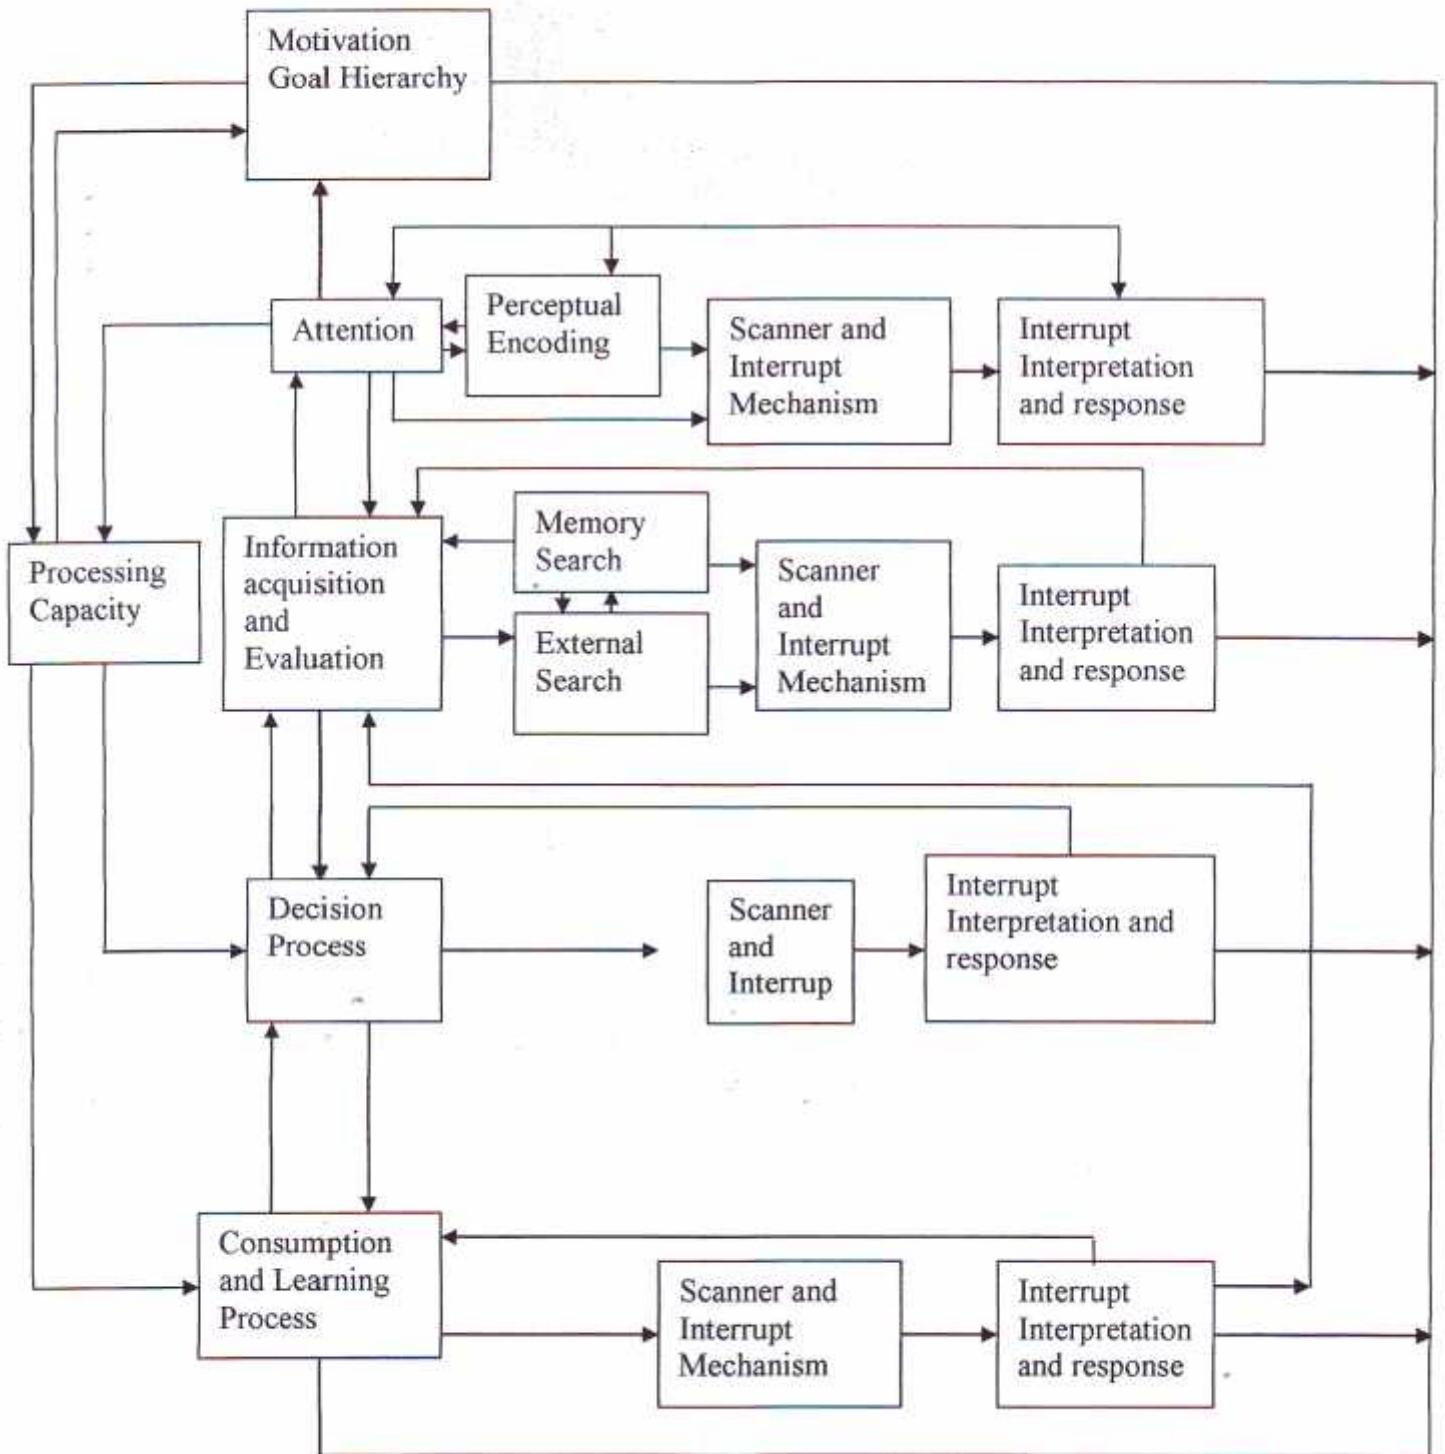 Motivation
Goal Hierarchy
Attention
Perceptual
Encoding
Scanner and
Interrupt
Mechanism
Interrupt
Interpretation
and response
Processing
Capacity
Information
acquisition
and
Evaluation
Memory
Search
External
Search
Scanner
and
Interrupt
Mechanism
Interrupt
Interpretation
and response
Decision
Process
Scanner
and
Interrup
Interrupt
Interpretation and
response
Consumption
and Learning
Process
Scanner and
Interrupt
Mechanism
Interrupt
Interpretation
and response